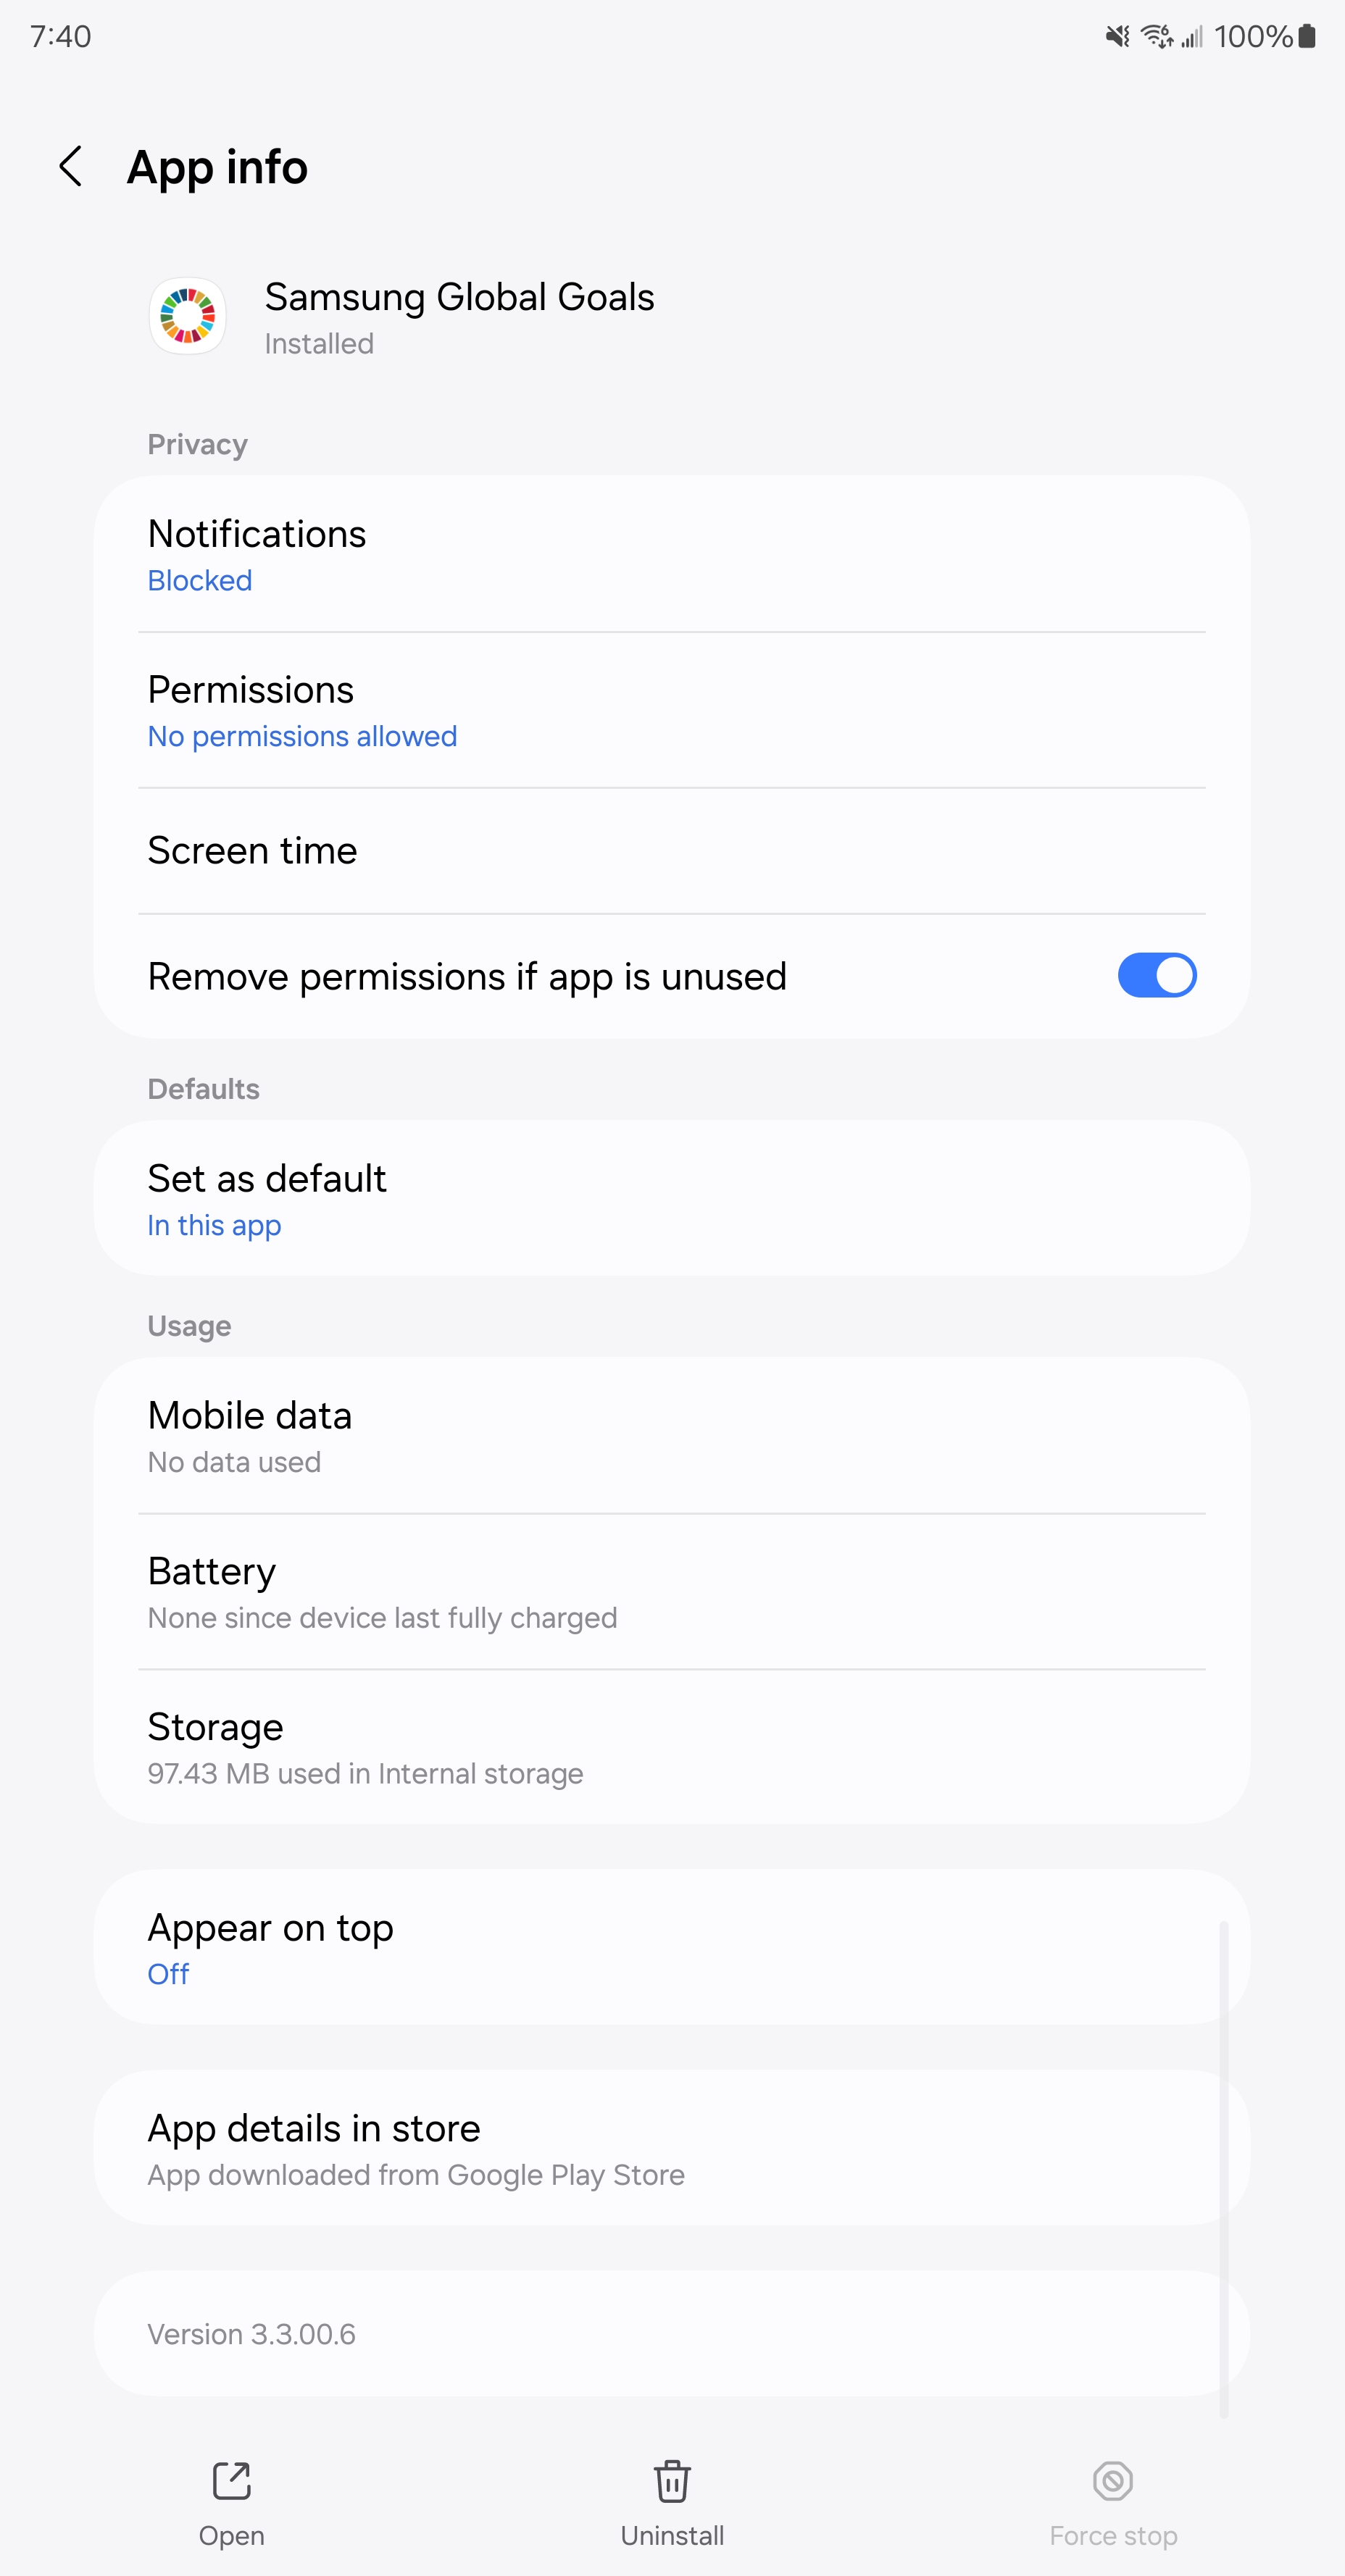 7:40
100%
App info
Samsung Global Goals
Installed
Privacy
Notifications
Blocked
Permissions
No permissions allowed
Screen time
Remove permissions if app is unused
Defaults
Set as default
In this app
Usage
Mobile data
No data used
Battery
None since device last fully charged
Storage
97.43 MB used in Internal storage
Appear on top
Off
App details in store
App downloaded from Google Play Store
Version 3.3.00.6
Open
Uninstall
Force stop